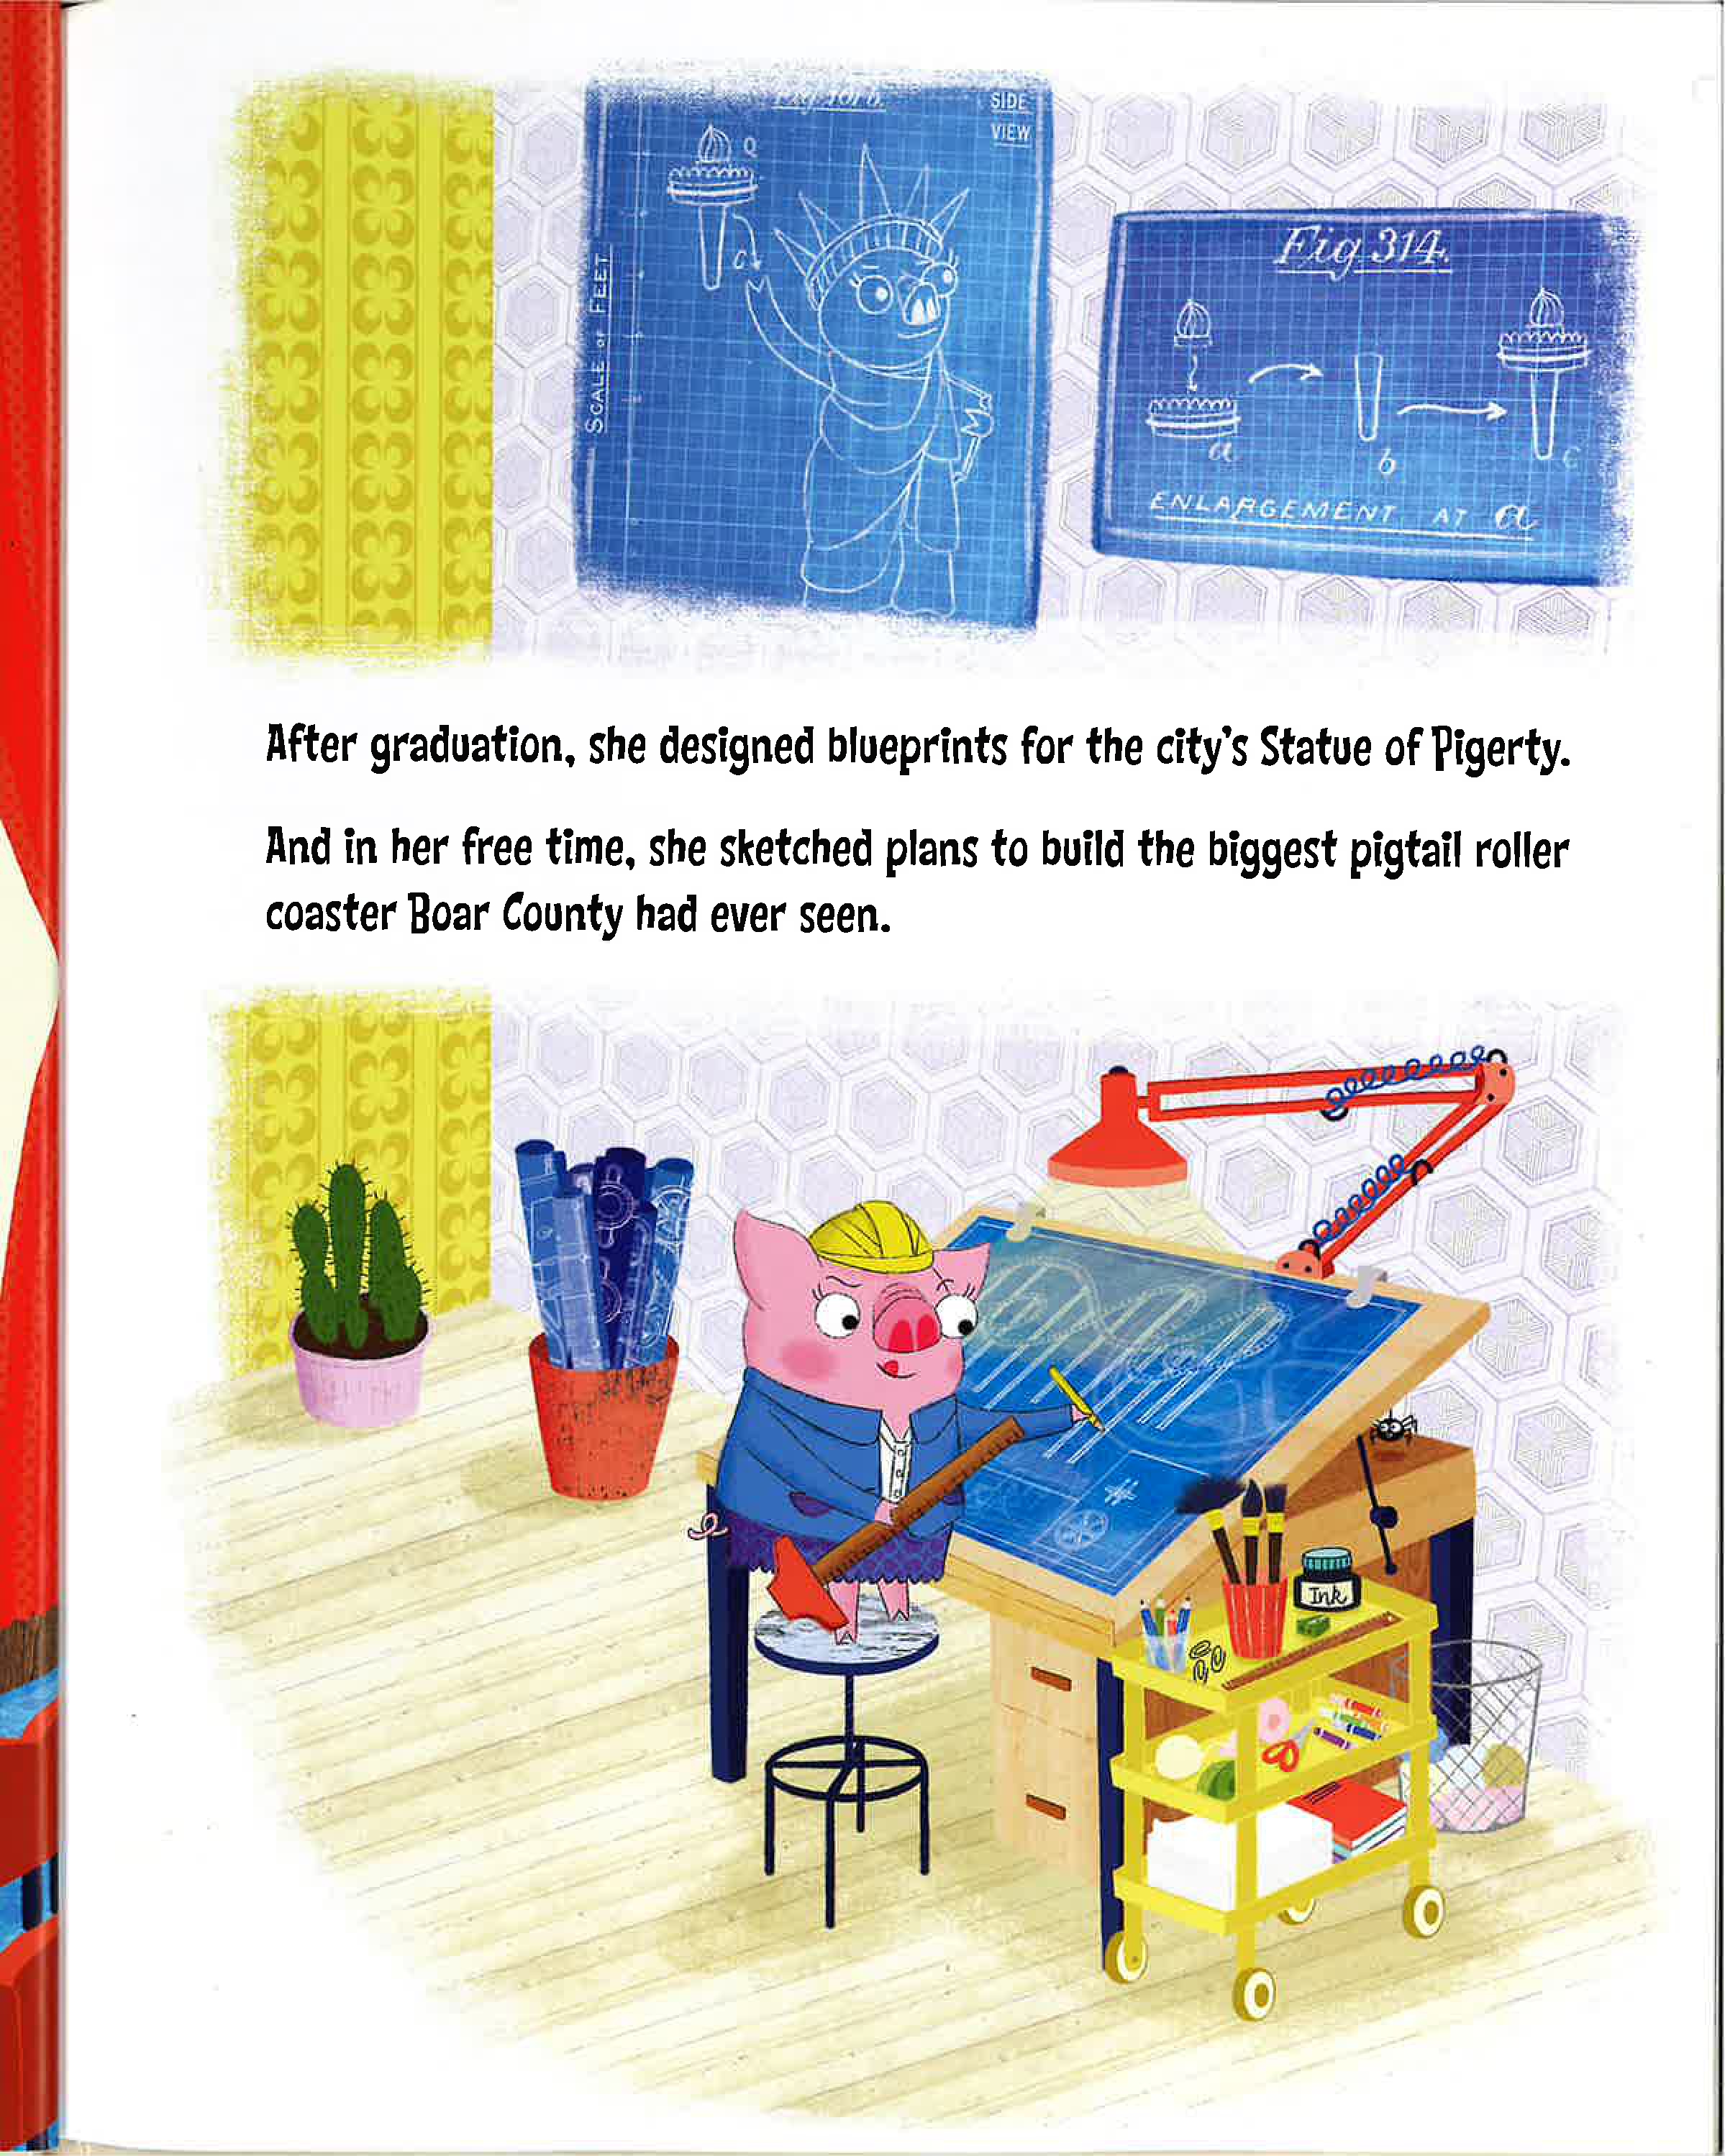 SIDE
VIEW
Q
C
SCALE OF FEET
Fig 314.
a
b
c
ENLARGEMENT AT a
After graduation, she designed blueprints for the city's Statue of Pigerty.
And in her free time, she sketched plans to build the biggest pigtail roller
coaster Boar County had ever seen.
Ink